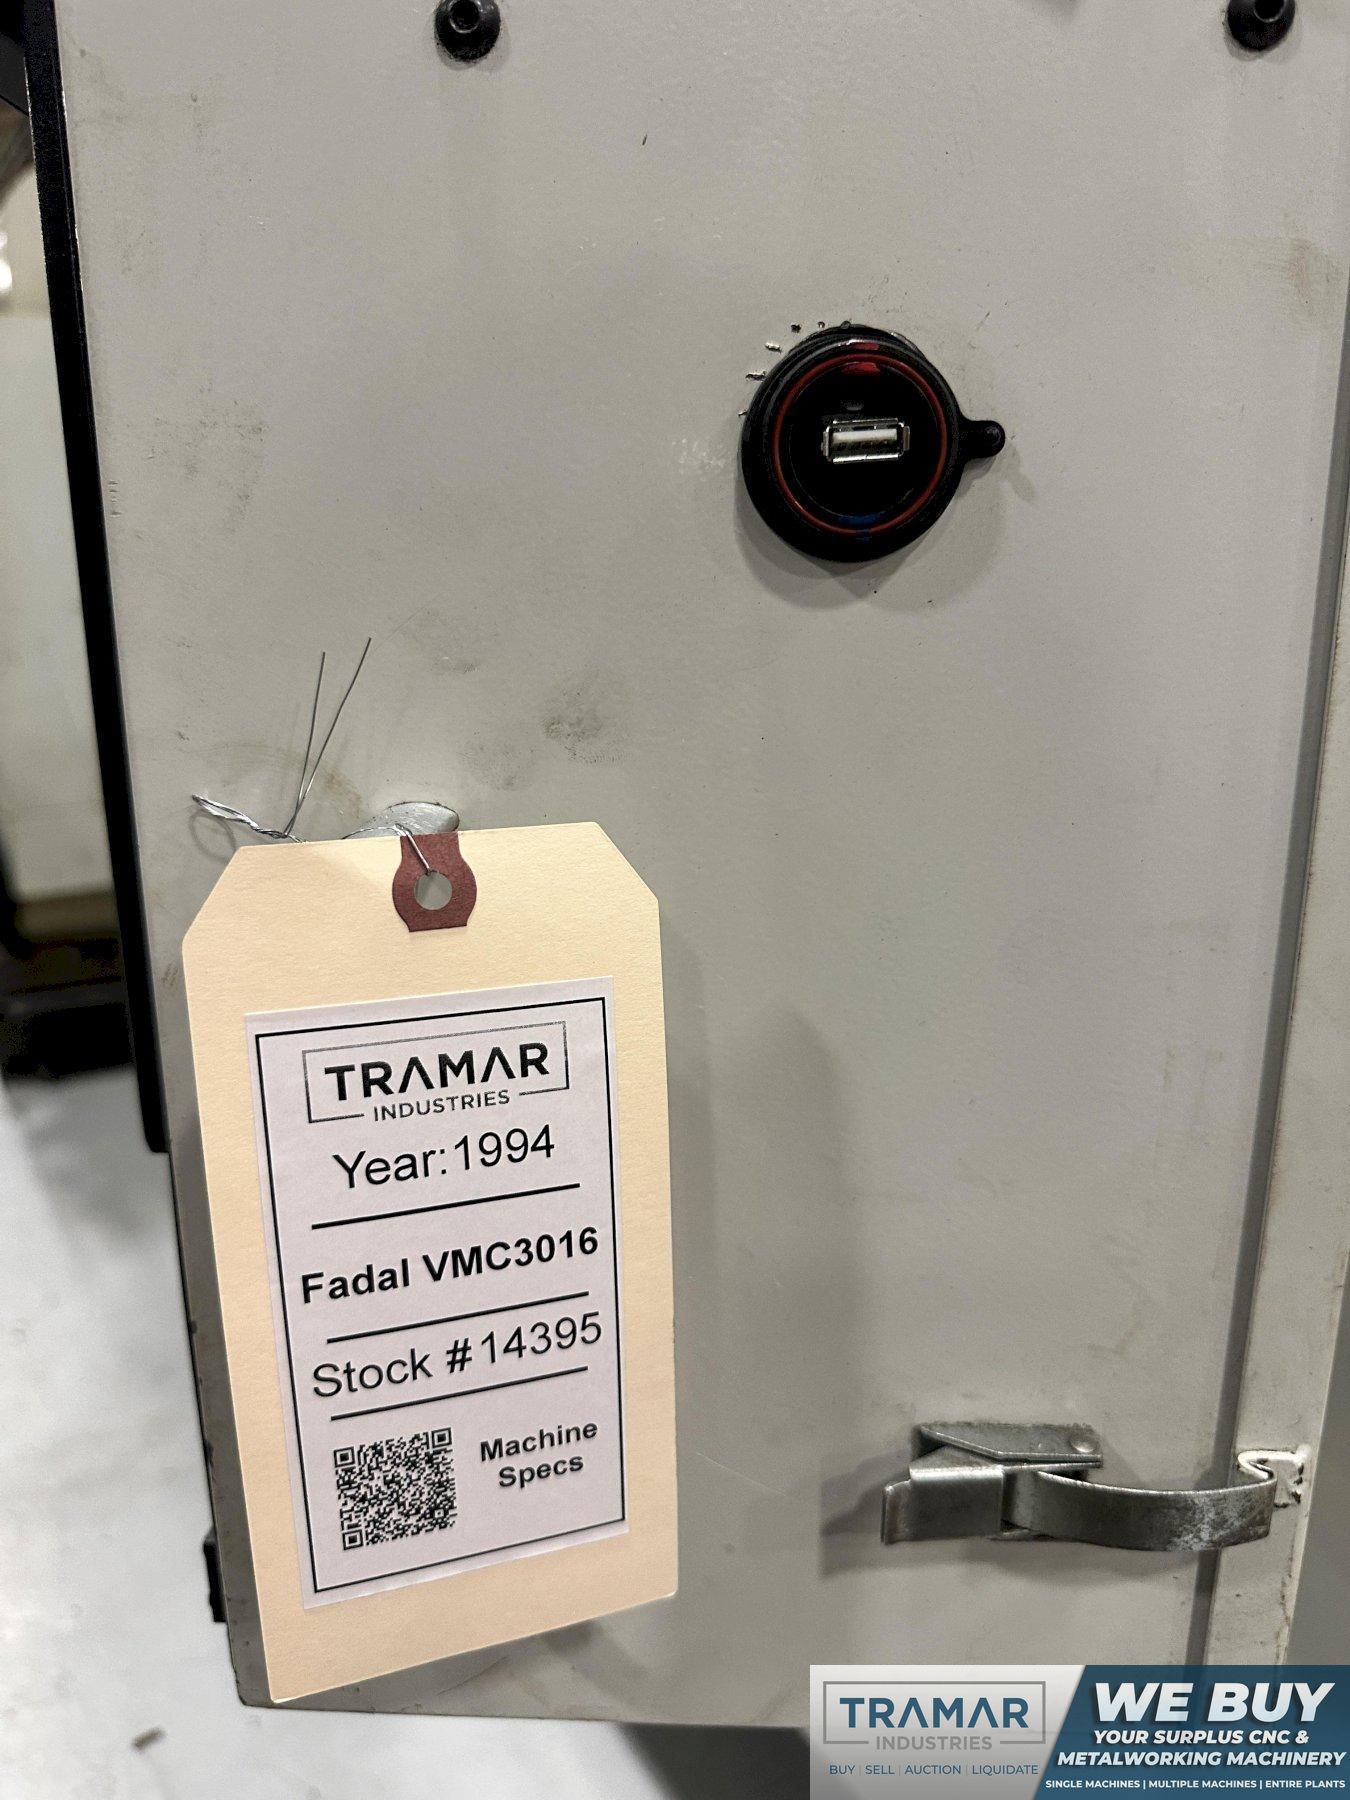 TRAMAR
INDUSTRIES
Year:1994
Fadal VMC3016
Stock #14395
Machine
Specs
TRAMAR
INDUSTRIES
BUY | SELL | AUCTION | LIQUIDATE
WE BUY
YOUR SURPLUS CNC &
METALWORKING MACHINERY
SINGLE MACHINES | MULTIPLE MACHINES | ENTIRE PLANTS